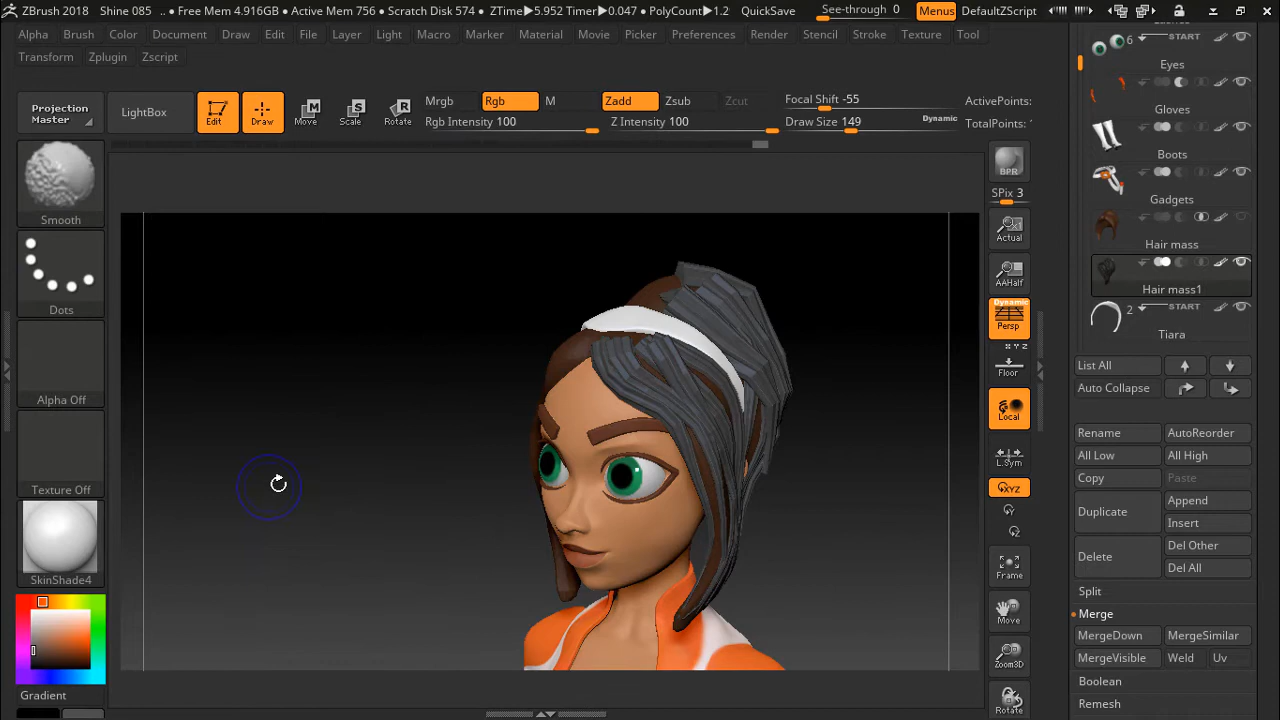 ZBrush 2018 Shine 085 • Free Mem 4.916GB • Active Mem 756 • Scratch Disk 574 • ZTime▶5.952 Timer▶0.047 • PolyCount▶1.2 QuickSave See-through 0 Menus DefaultZScript
Alpha Brush Color Document Draw Edit File Layer Light Macro Marker Material Movie Picker Preferences Render Stencil Stroke Texture Tool
Transform Zplugin Zscript
Projection Master
LightBox
Edit
Draw
Move
Scale
Rotate
Mrgb Rgb M Zadd Zsub Zcut
Rgb Intensity 100 Z Intensity 100
Focal Shift -55
Draw Size 149 Dynamic
ActivePoints:
TotalPoints:
Smooth
Dots
Alpha Off
Texture Off
SkinShade4
Gradient
BPR
SPix 3
Actual
AAHalf
Dynamic
Persp
X Y Z
Floor
Local
L.Sym
XYZ
Frame
Move
Zoom3D
Rotate
6 START
Eyes
Gloves
Boots
Gadgets
Hair mass
Hair mass1
2 START
Tiara
List All
Auto Collapse
Rename AutoReorder
All Low All High
Copy Paste
Duplicate Append
Insert
Delete Del Other
Del All
Split
Merge
MergeDown MergeSimilar
MergeVisible Weld Uv
Boolean
Remesh